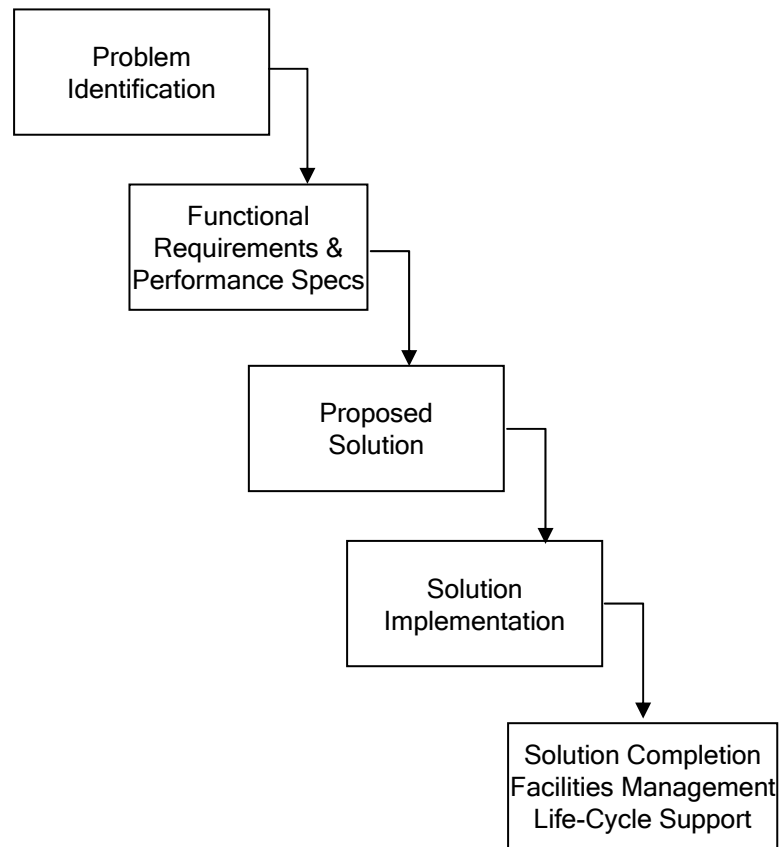 Problem
Identification
Functional
Requirements &
Performance Specs
Proposed
Solution
Solution
Implementation
Solution Completion
Facilities Management
Life-Cycle Support